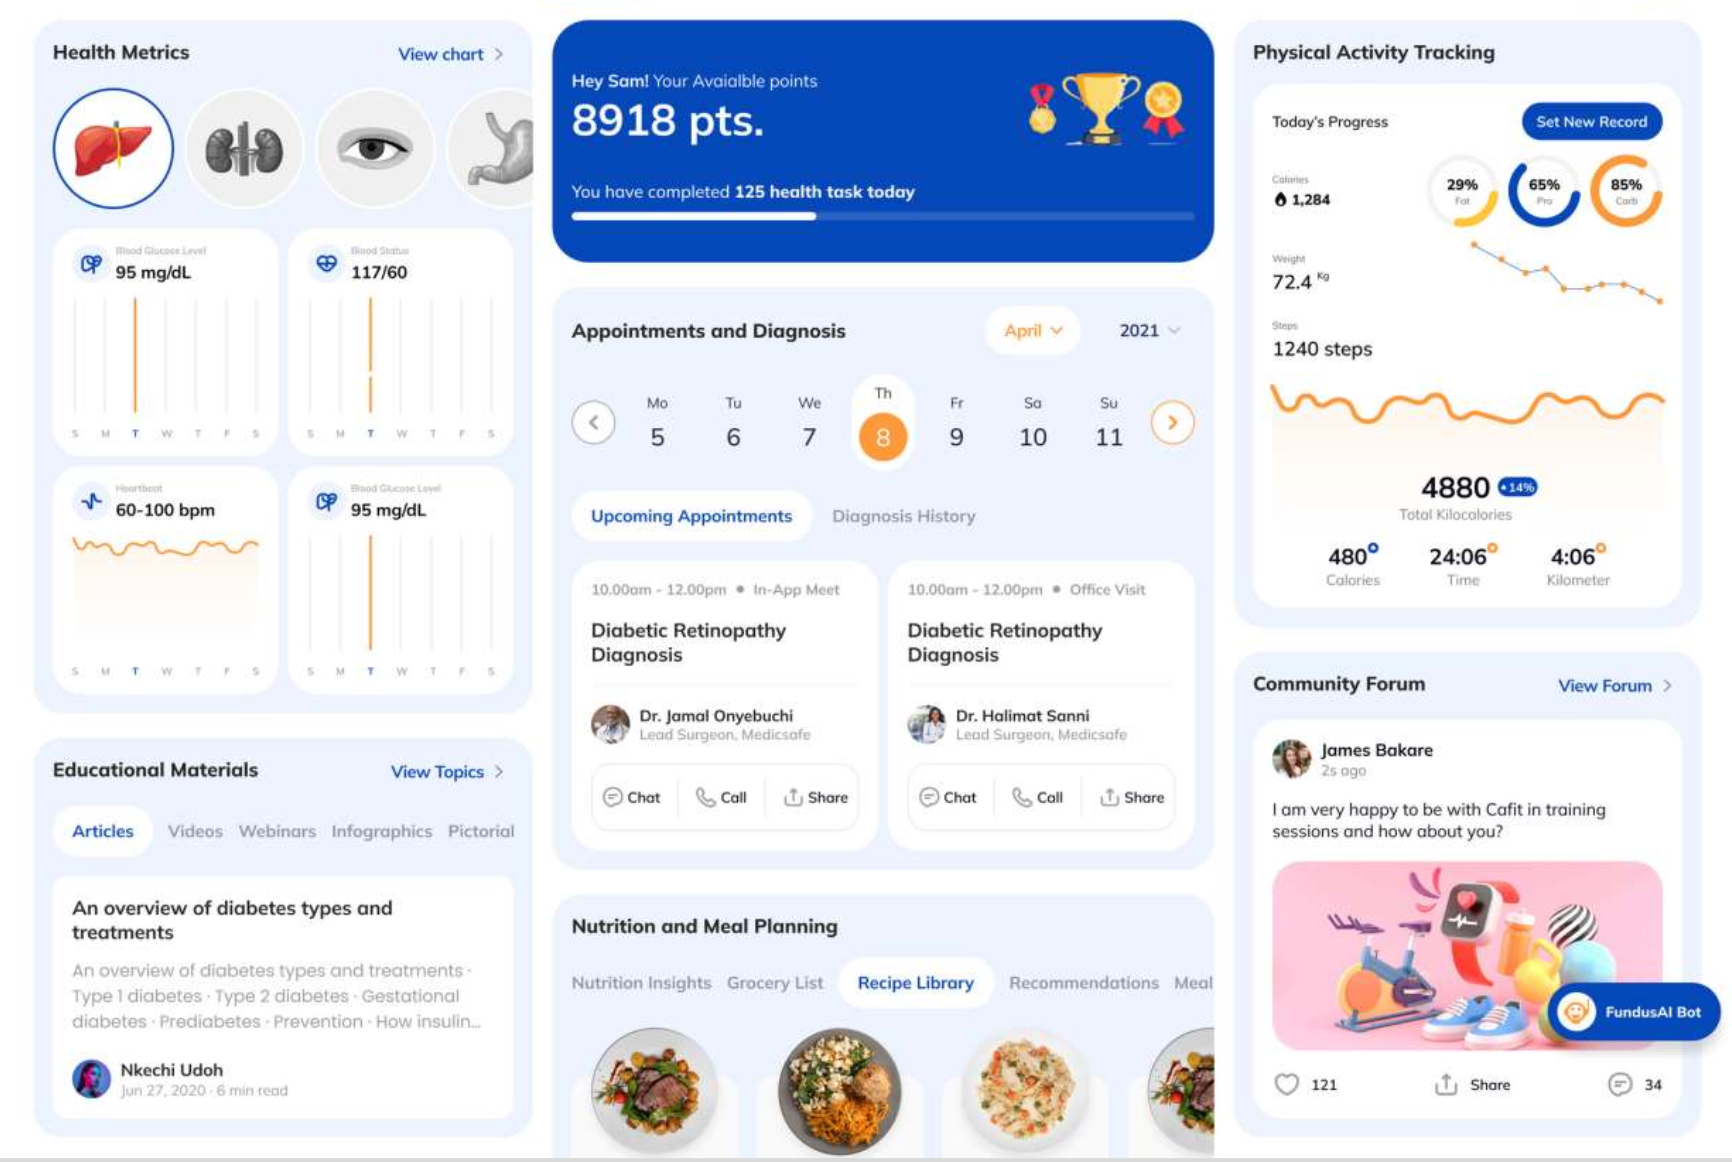 Health Metrics
View chart
Blood Glucose Level
95 mg/dL
S M T W T F S
Blood Status
117/60
S M T W T F S
Heartbeat
60-100 bpm
S M T W T F S
Blood Glucose Level
95 mg/dL
S M T W T F S
Educational Materials
View Topics
Articles Videos Webinars Infographics Pictorial
An overview of diabetes types and
treatments
An overview of diabetes types and treatments ·
Type 1 diabetes · Type 2 diabetes · Gestational
diabetes · Prediabetes · Prevention · How insulin...
Nkechi Udoh
Jun 27, 2020 · 6 min read
Hey Sam! Your Avaialble points
8918 pts.
You have completed 125 health task today
Appointments and Diagnosis
April
2021
Mo Tu We Th Fr Sa Su
5 6 7 8 9 10 11
Upcoming Appointments
Diagnosis History
10.00am - 12.00pm • In-App Meet
Diabetic Retinopathy
Diagnosis
Dr. Jamal Onyebuchi
Lead Surgeon, Medicsafe
Chat Call Share
10.00am - 12.00pm • Office Visit
Diabetic Retinopathy
Diagnosis
Dr. Halimat Sanni
Lead Surgeon, Medicsafe
Chat Call Share
Nutrition and Meal Planning
Nutrition Insights Grocery List Recipe Library Recommendations Meal
Physical Activity Tracking
Today's Progress
Set New Record
Calories
1,284
29%
Fat
65%
Pro
85%
Carb
Weight
72.4 Kg
Steps
1240 steps
4880 14%
Total Kilocalories
480
Calories
24:06
Time
4:06
Kilometer
Community Forum
View Forum
James Bakare
2s ago
I am very happy to be with Cafit in training
sessions and how about you?
FundusAI Bot
121
Share
34